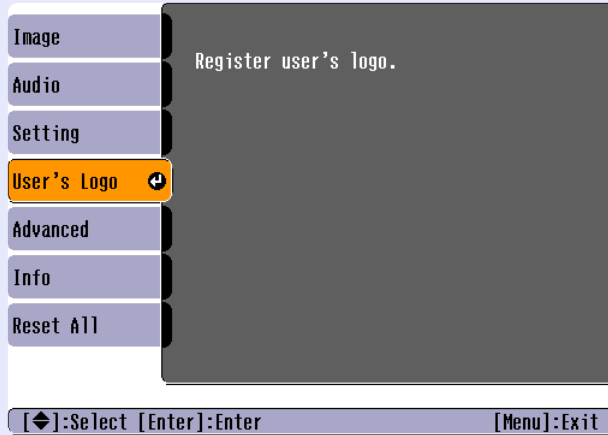 Image
Audio
Setting
User's Logo
Advanced
Info
Reset All
Register user's logo.
[◆]:Select [Enter]:Enter
[Menu]:Exit